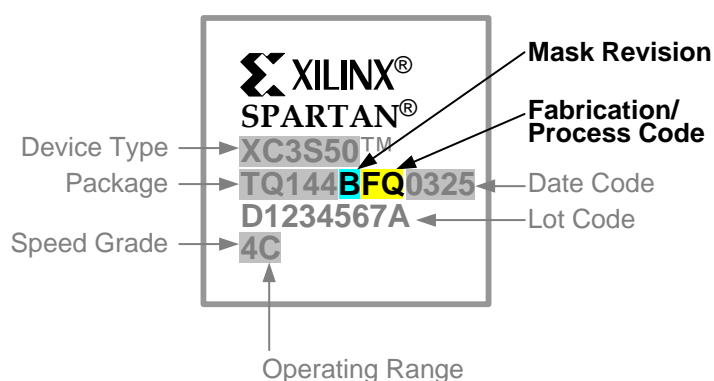 XILINX®
SPARTAN®
XC3S50™
TQ144BFQ0325
D1234567A
4C
Mask Revision
Fabrication/
Process Code
Device Type
Package
Speed Grade
Date Code
Lot Code
Operating Range